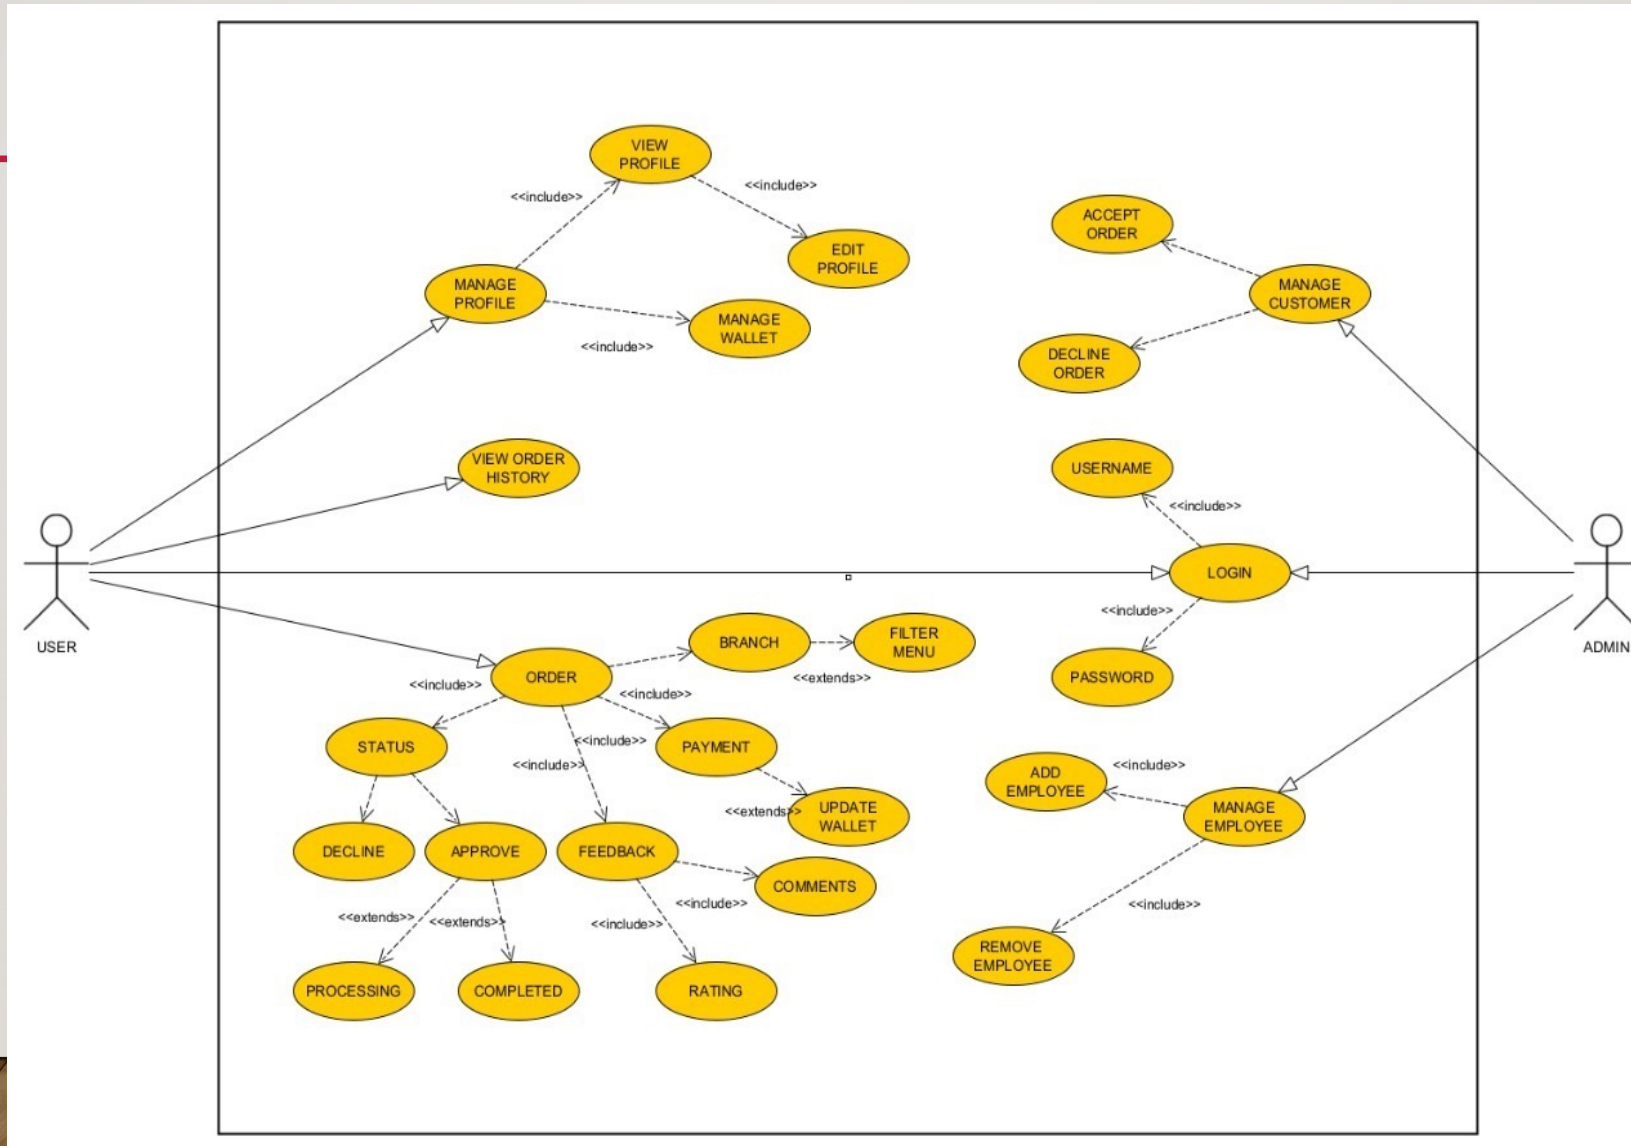 VIEW
PROFILE
<<include>>
<<include>>
ACCEPT
ORDER
EDIT
PROFILE
MANAGE
PROFILE
MANAGE
CUSTOMER
MANAGE
WALLET
<<include>>
DECLINE
ORDER
VIEW ORDER
HISTORY
USERNAME
<<include>>
LOGIN
<<include>>
USER
ADMIN
BRANCH
FILTER
MENU
<<extends>>
ORDER
<<include>>
<<include>>
PASSWORD
STATUS
<<include>>
PAYMENT
<<include>>
ADD
EMPLOYEE
<<include>>
<<extends>>
UPDATE
WALLET
MANAGE
EMPLOYEE
DECLINE
APPROVE
FEEDBACK
COMMENTS
<<include>>
<<extends>>
<<extends>>
<<include>>
<<include>>
REMOVE
EMPLOYEE
PROCESSING
COMPLETED
RATING